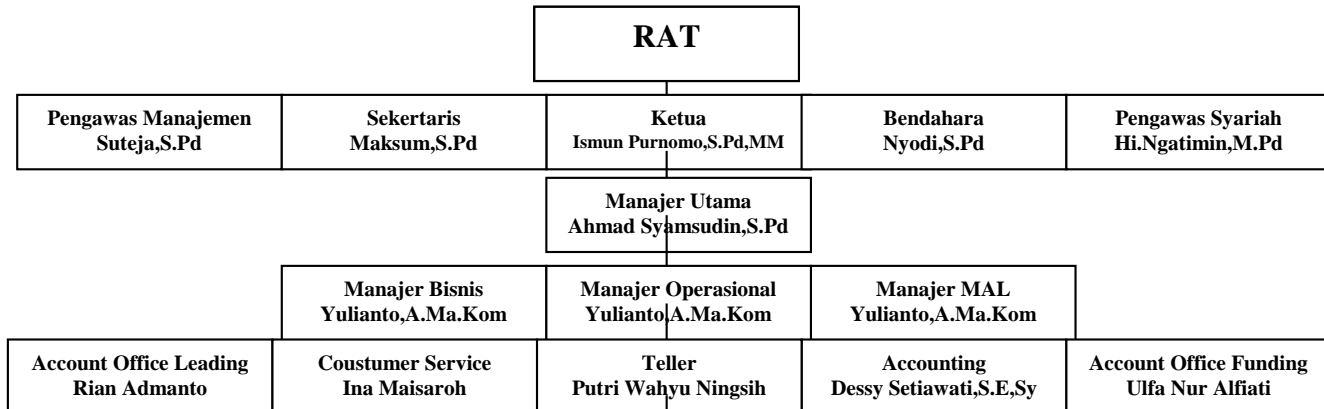 RAT
Pengawas Manajemen
Suteja,S.Pd
Sekertaris
Maksum,S.Pd
Ketua
Ismun Purnomo,S.Pd,MM
Bendahara
Nyodi,S.Pd
Pengawas Syariah
Hi.Ngatimin,M.Pd
Manajer Utama
Ahmad Syamsudin,S.Pd
Manajer Bisnis
Yulianto,A.Ma.Kom
Manajer Operasional
Yulianto,A.Ma.Kom
Manajer MAL
Yulianto,A.Ma.Kom
Account Office Leading
Rian Admanto
Coustumer Service
Ina Maisaroh
Teller
Putri Wahyu Ningsih
Accounting
Dessy Setiawati,S.E,Sy
Account Office Funding
Ulfa Nur Alfiati